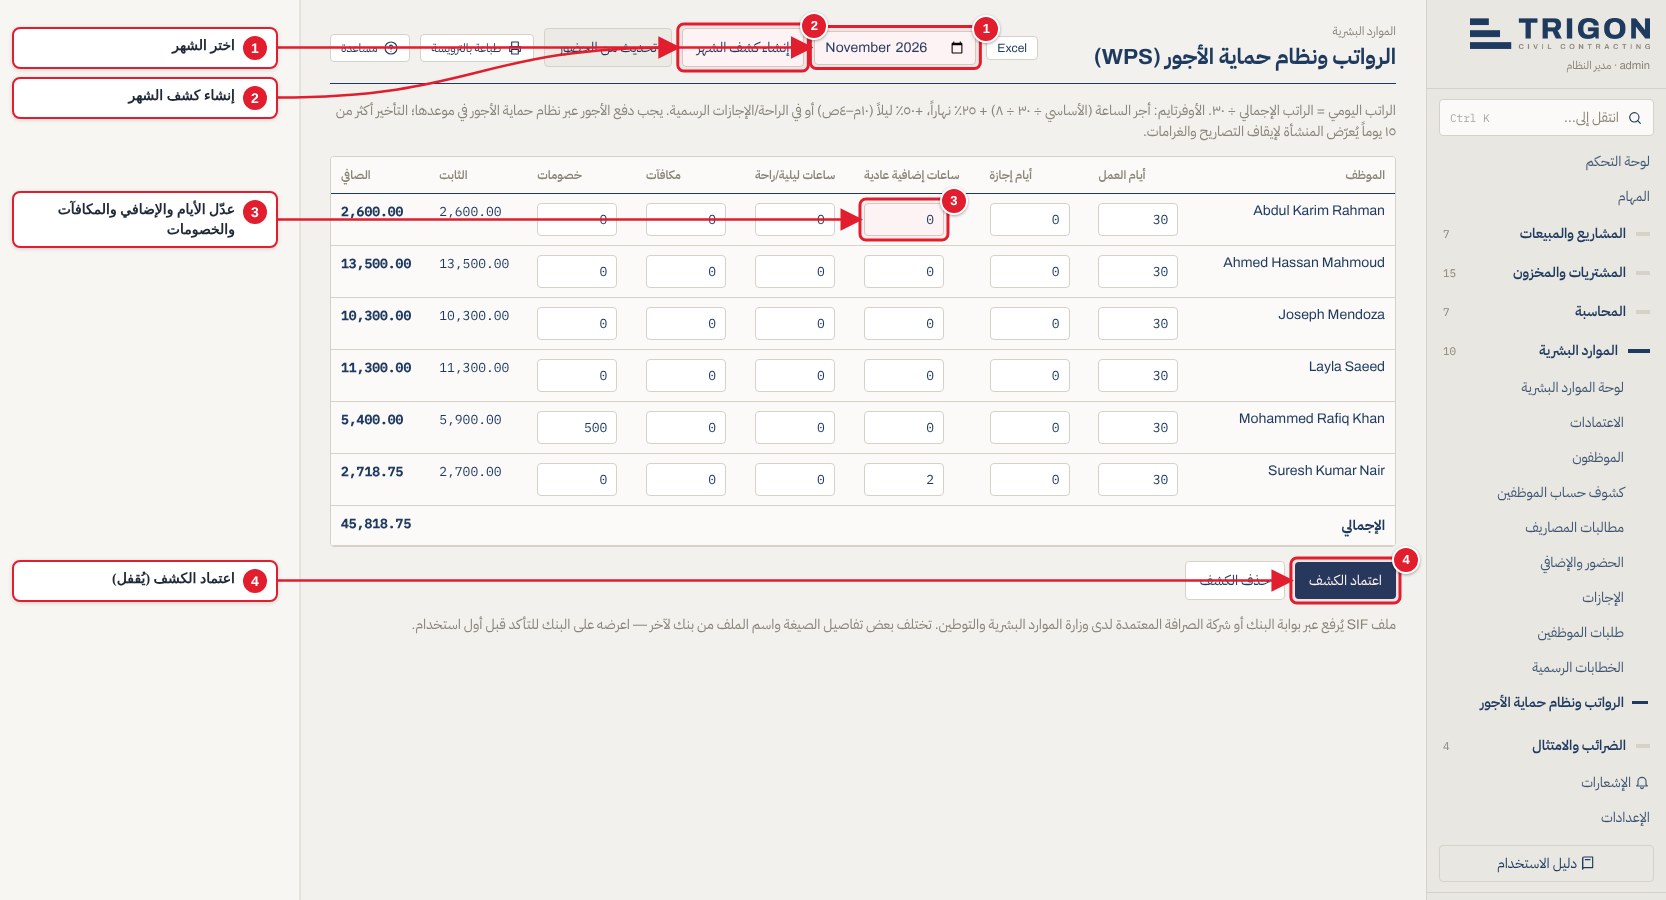 TRIGON
CIVIL CONTRACTING
admin · مدير النظام
انتقل إلى... Ctrl K
لوحة التحكم
المهام
المشاريع والمبيعات 7
المشتريات والمخزون 15
المحاسبة 7
الموارد البشرية 10
لوحة الموارد البشرية
الاعتمادات
الموظفون
كشوف حساب الموظفين
مطالبات المصاريف
الحضور والإضافي
الإجازات
طلبات الموظفين
الخطابات الرسمية
الرواتب ونظام حماية الأجور
الضرائب والامتثال 4
الإشعارات
الإعدادات
دليل الاستخدام
الموارد البشرية
الرواتب ونظام حماية الأجور (WPS)
Excel
1
November 2026
2
إنشاء كشف الشهر
تحديث من الحضور
طباعة بالترويسة
مساعدة
الراتب اليومي = الراتب الإجمالي ÷ ٣٠. الأوفرتايم: أجر الساعة (الأساسي ÷ ٣٠ ÷ ٨) + ٢٥٪ نهاراً، +٥٠٪ ليلاً (١٠م–٤ص) أو في الراحة/الإجازات الرسمية. يجب دفع الأجور عبر نظام حماية الأجور في موعدها؛ التأخير أكثر من
١٥ يوماً يُعرّض المنشأة لإيقاف التصاريح والغرامات.
الموظف أيام العمل أيام إجازة ساعات إضافية عادية ساعات ليلية/راحة مكافآت خصومات الثابت الصافي
3
Abdul Karim Rahman 30 0 0 0 0 0 2,600.00 2,600.00
Ahmed Hassan Mahmoud 30 0 0 0 0 0 13,500.00 13,500.00
Joseph Mendoza 30 0 0 0 0 0 10,300.00 10,300.00
Layla Saeed 30 0 0 0 0 0 11,300.00 11,300.00
Mohammed Rafiq Khan 30 0 0 0 0 500 5,900.00 5,400.00
Suresh Kumar Nair 30 0 2 0 0 0 2,700.00 2,718.75
الإجمالي 45,818.75
4
اعتماد الكشف
حذف الكشف
ملف SIF يُرفع عبر بوابة البنك أو شركة الصرافة المعتمدة لدى وزارة الموارد البشرية والتوطين. تختلف بعض تفاصيل الصيغة واسم الملف من بنك لآخر — اعرضه على البنك للتأكد قبل أول استخدام.
1 اختر الشهر
2 إنشاء كشف الشهر
3 عدّل الأيام والإضافي والمكافآت
والخصومات
4 اعتماد الكشف (يُقفل)